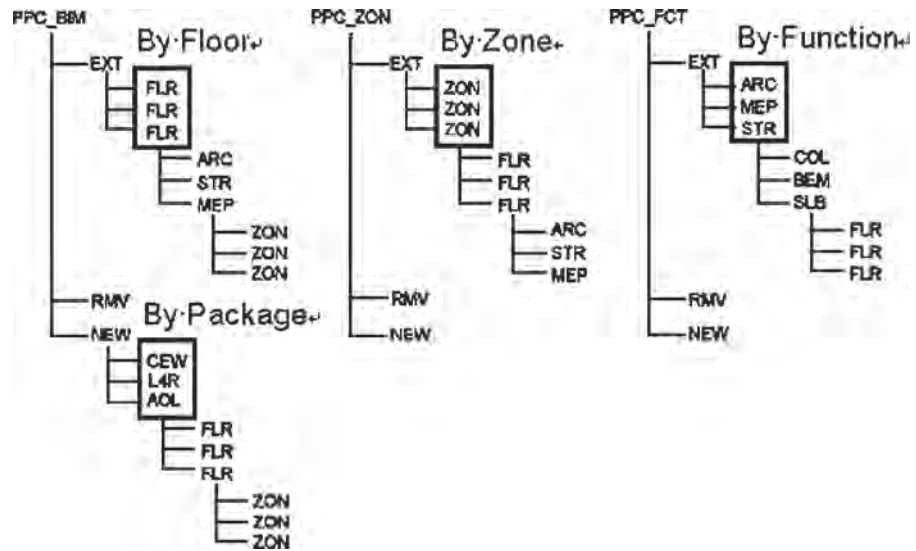 PPC_BIM
By·Floor↵
EXT
FLR
FLR
FLR
ARC
STR
MEP
ZON
ZON
ZON
RMV
By·Package↵
NEW
CEW
L4R
AOL
FLR
FLR
FLR
ZON
ZON
ZON
PPC_ZON
By·Zone↵
EXT
ZON
ZON
ZON
FLR
FLR
FLR
ARC
STR
MEP
RMV
NEW
PPC_FCT
By·Function↵
EXT
ARC
MEP
STR
COL
BEM
SLB
FLR
FLR
FLR
RMV
NEW